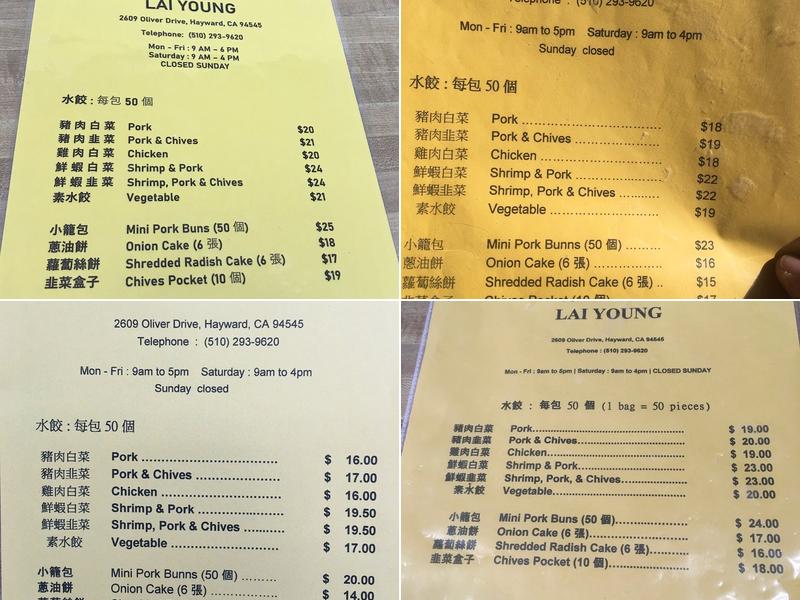 LAI YOUNG
2609 Oliver Drive, Hayward, CA 94545
Telephone: (510) 293-9620
Mon - Fri : 9 AM – 6 PM
Saturday : 9 AM – 4 PM
CLOSED SUNDAY
水餃 : 每包 50 個
豬肉白菜 Pork $20
豬肉韭菜 Pork & Chives $21
雞肉白菜 Chicken $20
鮮蝦白菜 Shrimp & Pork $24
鮮蝦韭菜 Shrimp, Pork & Chives $24
素水餃 Vegetable $21
小籠包 Mini Pork Buns (50 個) $25
蔥油餅 Onion Cake (6 張) $18
蘿蔔絲餅 Shredded Radish Cake (6 張) $17
韭菜盒子 Chives Pocket (10 個) $19
Telephone : (510) 293-9620
Mon - Fri : 9am to 5pm Saturday : 9am to 4pm
Sunday closed
水餃 : 每包 50 個
豬肉白菜 Pork ................................ $18
豬肉韭菜 Pork & Chives ..................... $19
雞肉白菜 Chicken ............................ $18
鮮蝦白菜 Shrimp & Pork ..................... $22
鮮蝦韭菜 Shrimp, Pork & Chives .......... $22
素水餃 Vegetable .......................... $19
小籠包 Mini Pork Bunns (50 個) ................ $23
蔥油餅 Onion Cake (6 張) ...................... $16
蘿蔔絲餅 Shredded Radish Cake (6 張) .. $15
韭菜盒子 Chives Pocket (10 個) $17
2609 Oliver Drive, Hayward, CA 94545
Telephone : (510) 293-9620
Mon - Fri : 9am to 5pm Saturday : 9am to 4pm
Sunday closed
水餃 : 每包 50 個
豬肉白菜 Pork ................................... $ 16.00
豬肉韭菜 Pork & Chives ........................ $ 17.00
雞肉白菜 Chicken .............................. $ 16.00
鮮蝦白菜 Shrimp & Pork ...................... $ 19.50
鮮蝦韭菜 Shrimp, Pork & Chives ........... $ 19.50
素水餃 Vegetable ............................ $ 17.00
小籠包 Mini Pork Bunns (50 個) ......... $ 20.00
蔥油餅 Onion Cake (6 張) ................. $ 14.00
LAI YOUNG
2609 Oliver Drive, Hayward, CA 94545
Telephone : (510) 293-9620
Mon - Fri : 9am to 5pm | Saturday : 9am to 4pm | CLOSED SUNDAY
水餃 : 每包 50 個 (1 bag = 50 pieces)
豬肉白菜 Pork........................................ $ 19.00
豬肉韭菜 Pork & Chives............................ $ 20.00
雞肉白菜 Chicken.................................... $ 19.00
鮮蝦白菜 Shrimp & Pork............................ $ 23.00
鮮蝦韭菜 Shrimp, Pork, & Chives................ $ 23.00
素水餃 Vegetable................................. $ 20.00
小籠包 Mini Pork Buns (50 個).................. $ 24.00
蔥油餅 Onion Cake (6 張)........................ $ 17.00
蘿蔔絲餅 Shredded Radish Cake (6 張)........ $ 16.00
韭菜盒子 Chives Pocket (10 個).................. $ 18.00